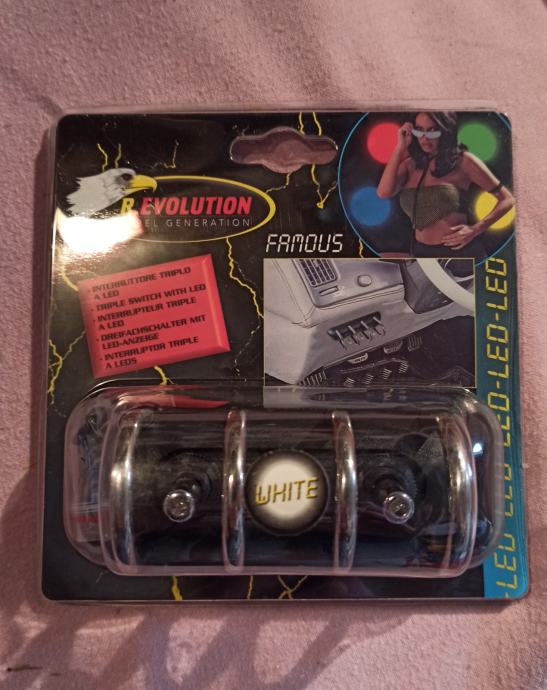 R.EVOLUTION
EL GENERATION
FAMOUS
- INTERRUTTORE TRIPLO
A LED
- TRIPLE SWITCH WITH LED
- INTERRUPTEUR TRIPLE
A LED
- DREIFACHSCHALTER MIT
LED-ANZEIGE
- INTERRUPTOR TRIPLE
A LEDS
WHITE
-LED-LED-LED-LED-LED